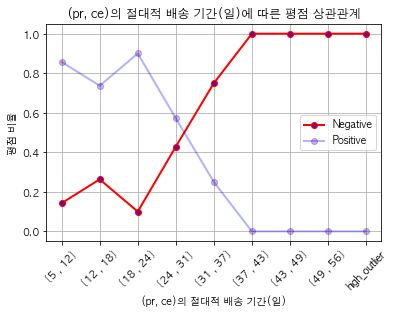 (pr, ce)의 절대적 배송 기간(일)에 따른 평점 상관관계
1.0
0.8
0.6
0.4
0.2
0.0
평점 비율
Negative
Positive
(5 , 12)
(12 , 18)
(18 , 24)
(24 , 31)
(31 , 37)
(37 , 43)
(43 , 49)
(49 , 56)
hgh_outlier
(pr, ce)의 절대적 배송 기간(일)